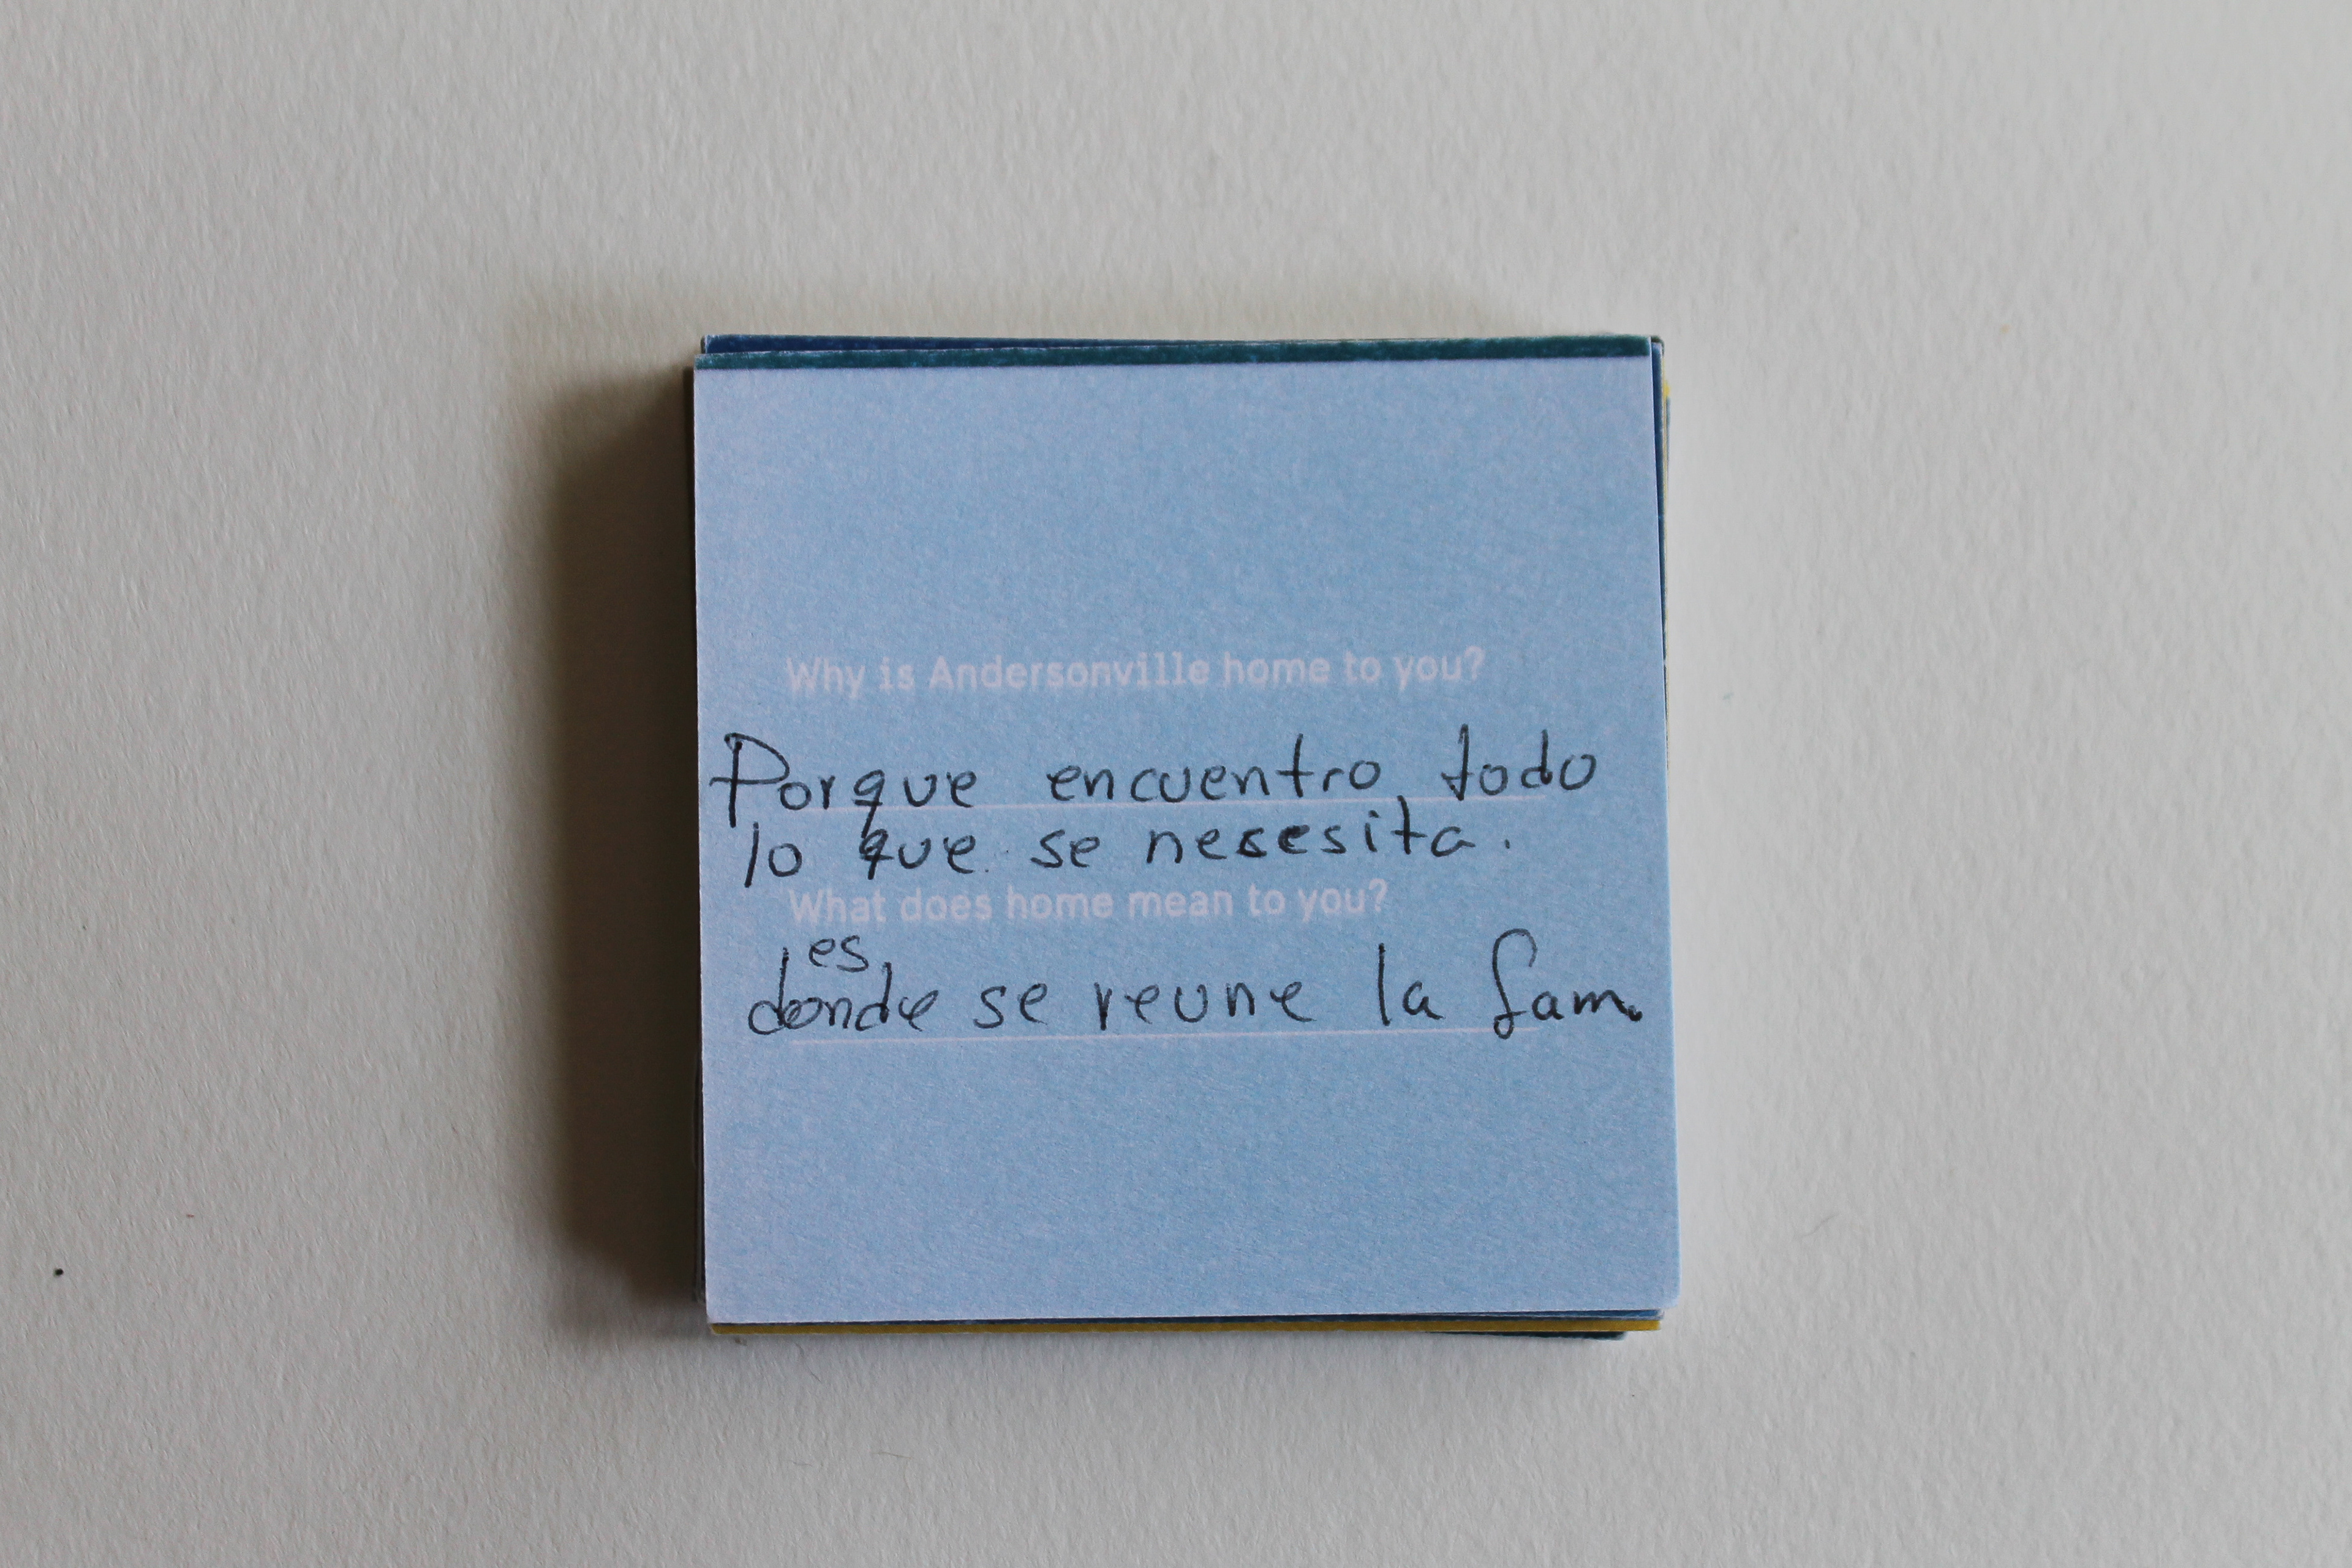 Why is Andersonville home to you?
Porque encuentro todo
lo que se necesita.
What does home mean to you?
es
donde se reune la fam.